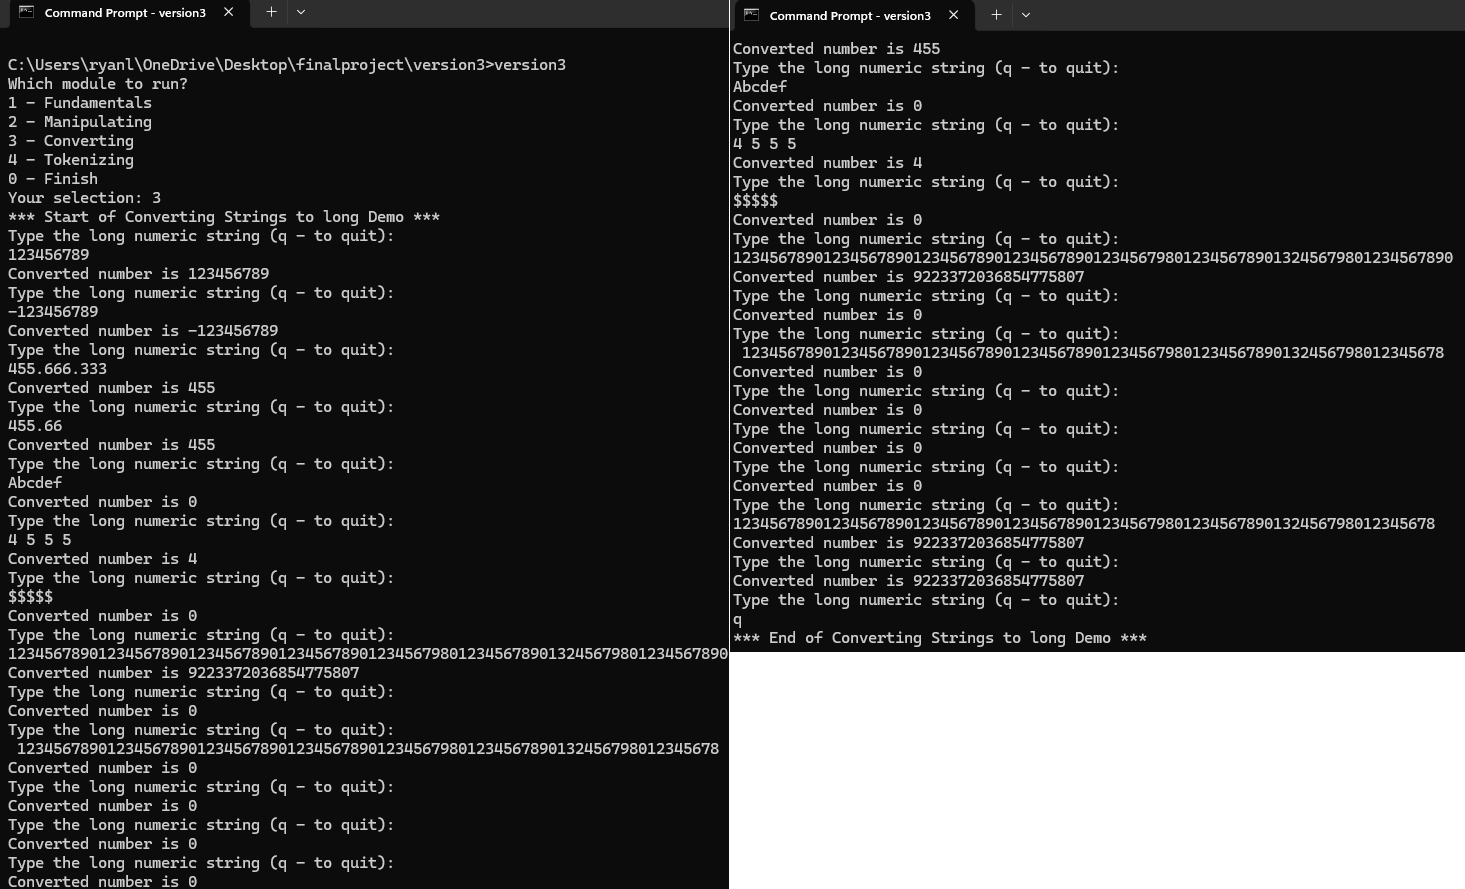 Command Prompt - version3
C:\Users\ryanl\OneDrive\Desktop\finalproject\version3>version3
Which module to run?
1 - Fundamentals
2 - Manipulating
3 - Converting
4 - Tokenizing
0 - Finish
Your selection: 3
*** Start of Converting Strings to long Demo ***
Type the long numeric string (q - to quit):
123456789
Converted number is 123456789
Type the long numeric string (q - to quit):
-123456789
Converted number is -123456789
Type the long numeric string (q - to quit):
455.666.333
Converted number is 455
Type the long numeric string (q - to quit):
455.66
Converted number is 455
Type the long numeric string (q - to quit):
Abcdef
Converted number is 0
Type the long numeric string (q - to quit):
4 5 5 5
Converted number is 4
Type the long numeric string (q - to quit):
$$$$$
Converted number is 0
Type the long numeric string (q - to quit):
12345678901234567890123456789012345678901234567980123456789013245679801234567890
Converted number is 9223372036854775807
Type the long numeric string (q - to quit):
Converted number is 0
Type the long numeric string (q - to quit):
 123456789012345678901234567890123456789012345679801234567890132456798012345678
Converted number is 0
Type the long numeric string (q - to quit):
Converted number is 0
Type the long numeric string (q - to quit):
Converted number is 0
Type the long numeric string (q - to quit):
Converted number is 0
Command Prompt - version3
Converted number is 455
Type the long numeric string (q - to quit):
Abcdef
Converted number is 0
Type the long numeric string (q - to quit):
4 5 5 5
Converted number is 4
Type the long numeric string (q - to quit):
$$$$$
Converted number is 0
Type the long numeric string (q - to quit):
12345678901234567890123456789012345678901234567980123456789013245679801234567890
Converted number is 9223372036854775807
Type the long numeric string (q - to quit):
Converted number is 0
Type the long numeric string (q - to quit):
 123456789012345678901234567890123456789012345679801234567890132456798012345678
Converted number is 0
Type the long numeric string (q - to quit):
Converted number is 0
Type the long numeric string (q - to quit):
Converted number is 0
Type the long numeric string (q - to quit):
Converted number is 0
Type the long numeric string (q - to quit):
123456789012345678901234567890123456789012345679801234567890132456798012345678
Converted number is 9223372036854775807
Type the long numeric string (q - to quit):
Converted number is 9223372036854775807
Type the long numeric string (q - to quit):
q
*** End of Converting Strings to long Demo ***